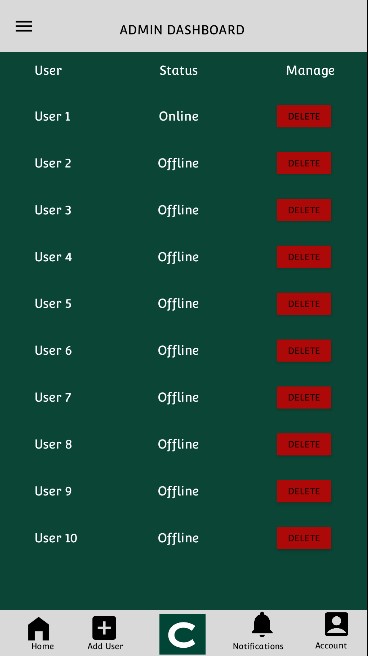 ADMIN DASHBOARD
User Status Manage
User 1 Online DELETE
User 2 Offline DELETE
User 3 Offline DELETE
User 4 Offline DELETE
User 5 Offline DELETE
User 6 Offline DELETE
User 7 Offline DELETE
User 8 Offline DELETE
User 9 Offline DELETE
User 10 Offline DELETE
C
Home Add User Notifications Account